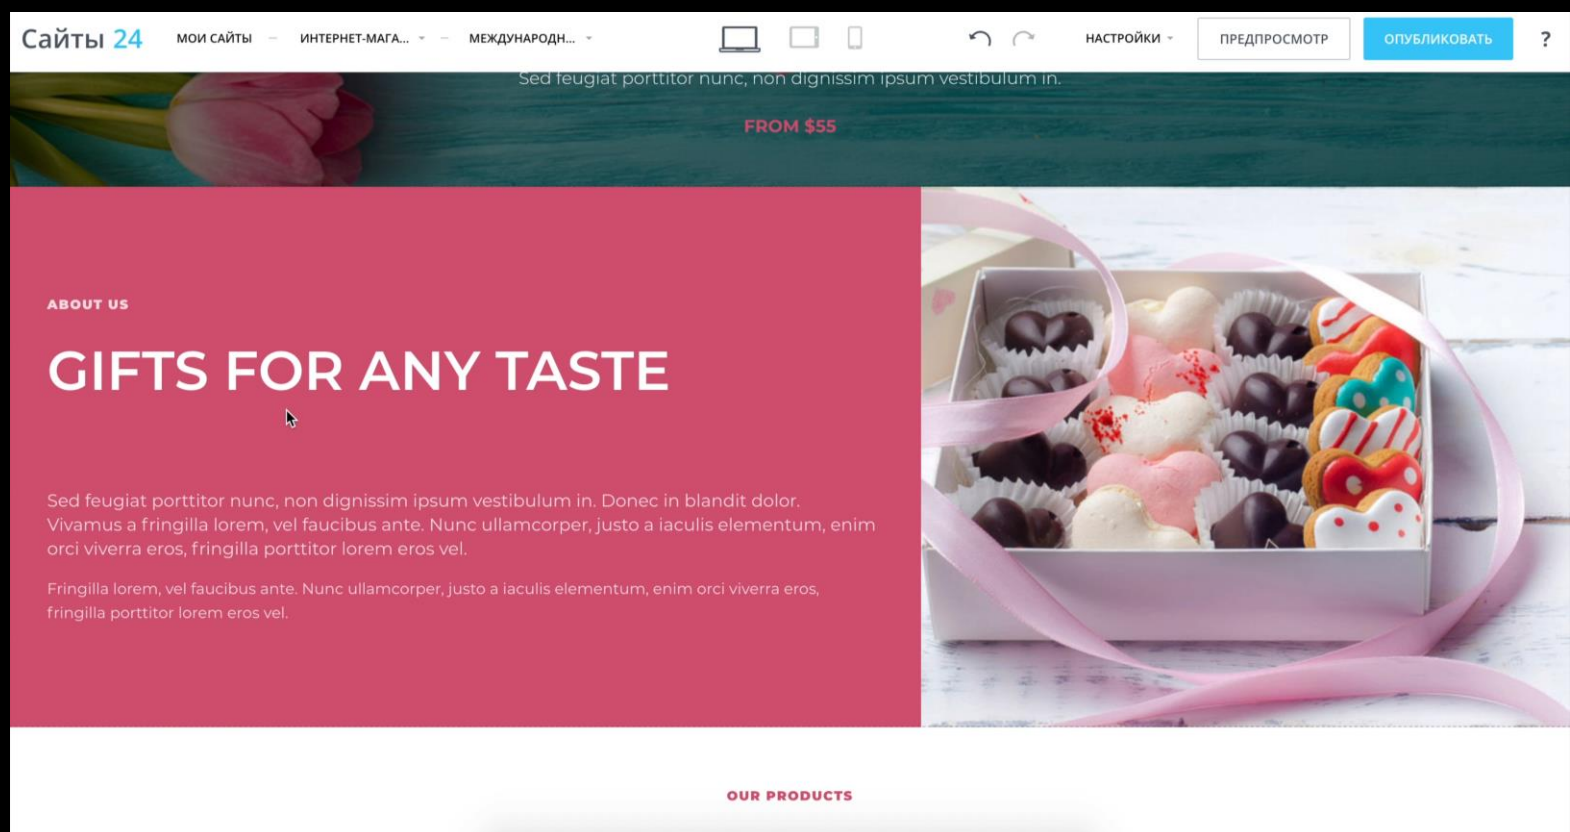 Сайты 24
МОИ САЙТЫ
ИНТЕРНЕТ-МАГА...
МЕЖДУНАРОДН...
НАСТРОЙКИ
ПРЕДПРОСМОТР
ОПУБЛИКОВАТЬ
?
Sed feugiat porttitor nunc, non dignissim ipsum vestibulum in.
FROM $55
ABOUT US
GIFTS FOR ANY TASTE
Sed feugiat porttitor nunc, non dignissim ipsum vestibulum in. Donec in blandit dolor.
Vivamus a fringilla lorem, vel faucibus ante. Nunc ullamcorper, justo a iaculis elementum, enim
orci viverra eros, fringilla porttitor lorem eros vel.
Fringilla lorem, vel faucibus ante. Nunc ullamcorper, justo a iaculis elementum, enim orci viverra eros,
fringilla porttitor lorem eros vel.
OUR PRODUCTS